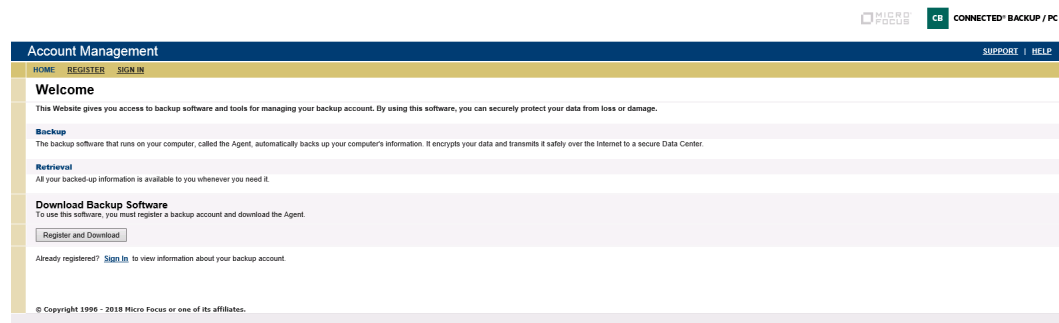 MICRO FOCUS CB CONNECTED® BACKUP / PC
Account Management SUPPORT | HELP
HOME REGISTER SIGN IN
Welcome
This Website gives you access to backup software and tools for managing your backup account. By using this software, you can securely protect your data from loss or damage.
Backup
The backup software that runs on your computer, called the Agent, automatically backs up your computer's information. It encrypts your data and transmits it safely over the Internet to a secure Data Center.
Retrieval
All your backed-up information is available to you whenever you need it.
Download Backup Software
To use this software, you must register a backup account and download the Agent.
Register and Download
Already registered? Sign In to view information about your backup account.
© Copyright 1996 - 2018 Micro Focus or one of its affiliates.